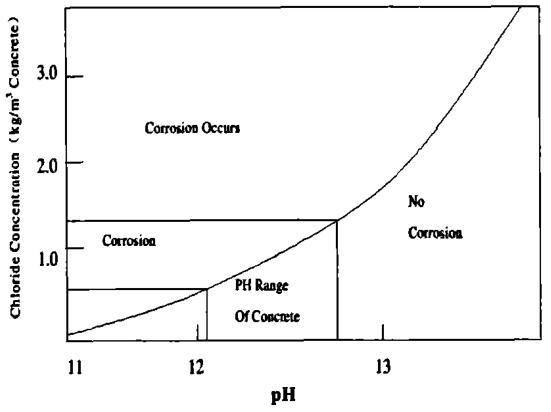 Chloride Concentration (kg/m³ Concrete)
3.0
Corrosion Occurs
2.0
No
Corrosion
Corrosion
1.0
PH Range
Of Concrete
11
12
13
pH